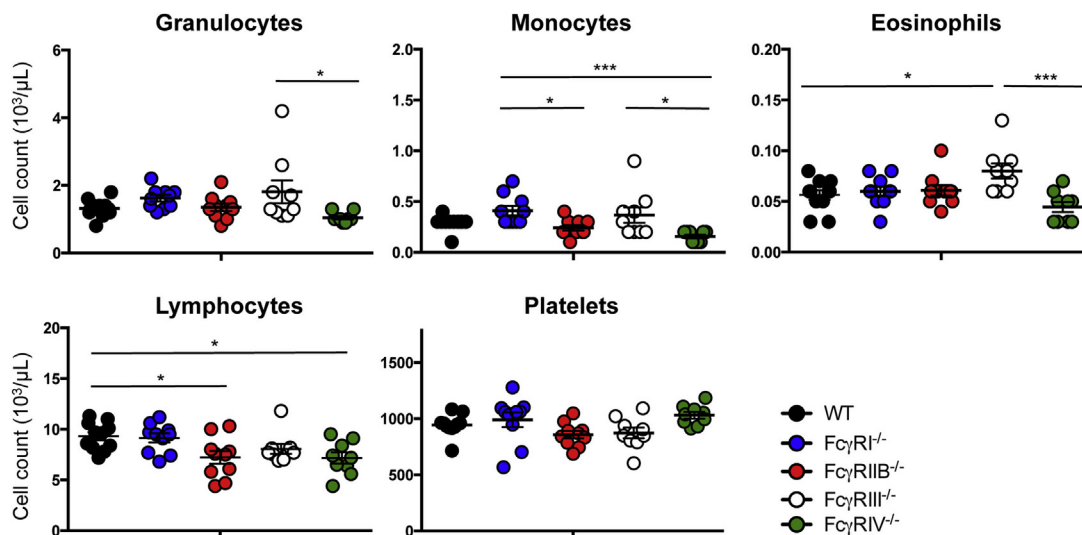 Granulocytes
Cell count (10³/µL)
6
4
2
0
*
Monocytes
2.0
1.5
1.0
0.5
0.0
***
*
*
Eosinophils
0.20
0.15
0.10
0.05
0.00
*
***
Lymphocytes
Cell count (10³/µL)
20
15
10
5
0
*
*
Platelets
1500
1000
500
0
WT
FcγRI-/-
FcγRIIB-/-
FcγRIII-/-
FcγRIV-/-